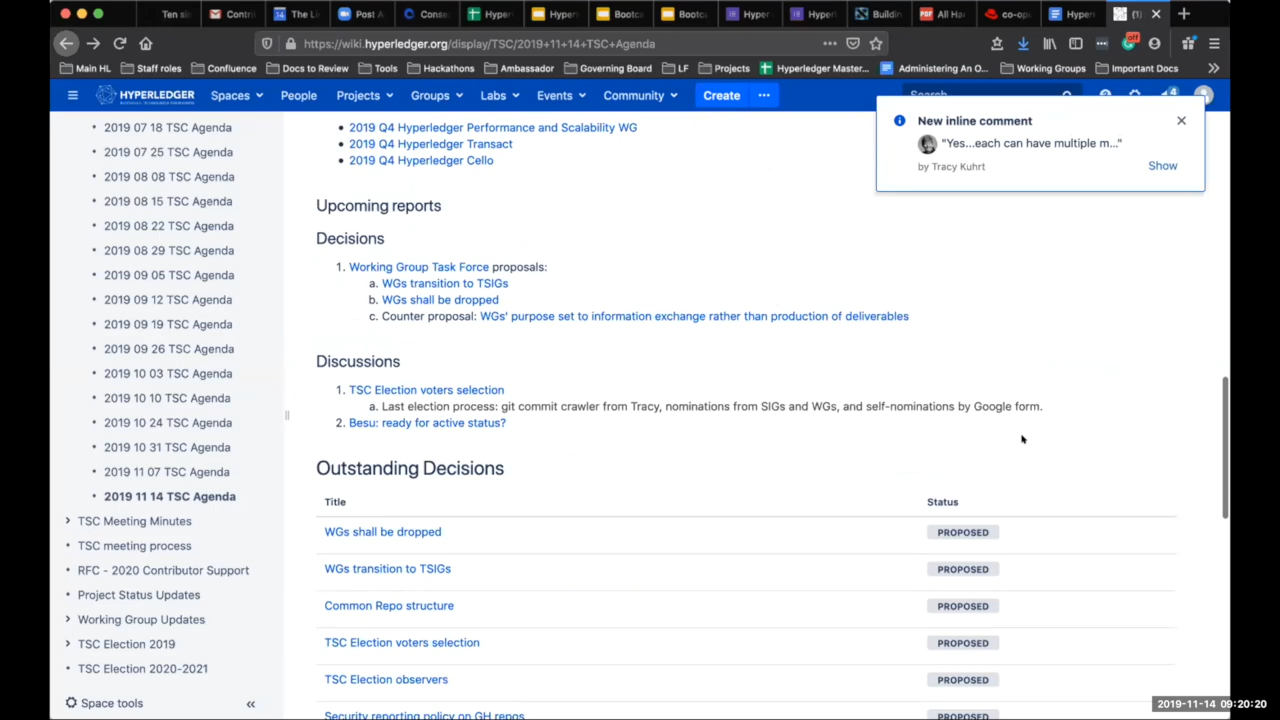 Ten si
Contri
The Li
Post A
Conse
Hyper
Hyper
Bootca
Bootca
Hyper
Hyper
Buildin
All Har
co-op
Hyper
(1)
https://wiki.hyperledger.org/display/TSC/2019+11+14+TSC+Agenda
off
Main HL
Staff roles
Confluence
Docs to Review
Tools
Hackathons
Ambassador
Governing Board
LF
Projects
Hyperledger Master...
Administering An O...
Working Groups
Important Docs
HYPERLEDGER
Spaces
People
Projects
Groups
Labs
Events
Community
Create
Search
4
New inline comment
"Yes...each can have multiple m..."
by Tracy Kuhrt
Show
2019 07 18 TSC Agenda
2019 07 25 TSC Agenda
2019 08 08 TSC Agenda
2019 08 15 TSC Agenda
2019 08 22 TSC Agenda
2019 08 29 TSC Agenda
2019 09 05 TSC Agenda
2019 09 12 TSC Agenda
2019 09 19 TSC Agenda
2019 09 26 TSC Agenda
2019 10 03 TSC Agenda
2019 10 10 TSC Agenda
2019 10 24 TSC Agenda
2019 10 31 TSC Agenda
2019 11 07 TSC Agenda
2019 11 14 TSC Agenda
TSC Meeting Minutes
TSC meeting process
RFC - 2020 Contributor Support
Project Status Updates
Working Group Updates
TSC Election 2019
TSC Election 2020-2021
Space tools
2019 Q4 Hyperledger Performance and Scalability WG
2019 Q4 Hyperledger Transact
2019 Q4 Hyperledger Cello
Upcoming reports
Decisions
1. Working Group Task Force proposals:
a. WGs transition to TSIGs
b. WGs shall be dropped
c. Counter proposal: WGs' purpose set to information exchange rather than production of deliverables
Discussions
1. TSC Election voters selection
a. Last election process: git commit crawler from Tracy, nominations from SIGs and WGs, and self-nominations by Google form.
2. Besu: ready for active status?
Outstanding Decisions
Title Status
WGs shall be dropped PROPOSED
WGs transition to TSIGs PROPOSED
Common Repo structure PROPOSED
TSC Election voters selection PROPOSED
TSC Election observers PROPOSED
Security reporting policy on GH repos PROPOSED
2019-11-14 09:20:20